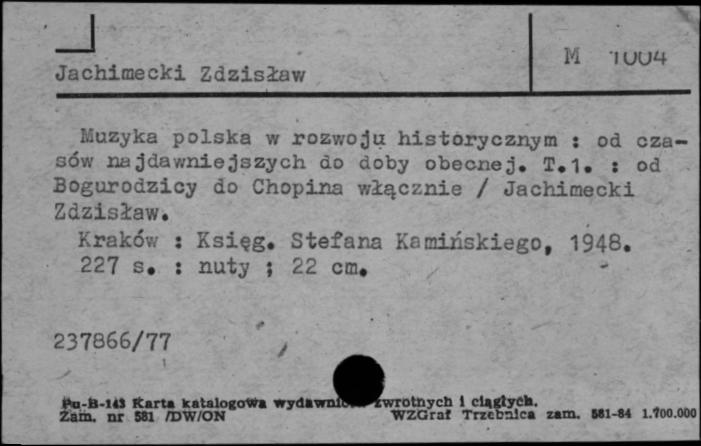 M 1004
Jachimecki Zdzisław
Muzyka polska w rozwoju historycznym : od cza-
sów najdawniejszych do doby obecnej. T.1. : od
Bogurodzicy do Chopina włącznie / Jachimecki
Zdzisław.
Kraków : Księg. Stefana Kamińskiego, 1948.
227 s. : nuty ; 22 cm.
237866/77
Pu-B-143 Karta katalogowa zwrotnych i ciągłych.
Zam. nr 581 /DW/ON WZGraf Trzebnica zam. 581-84 1.700.000